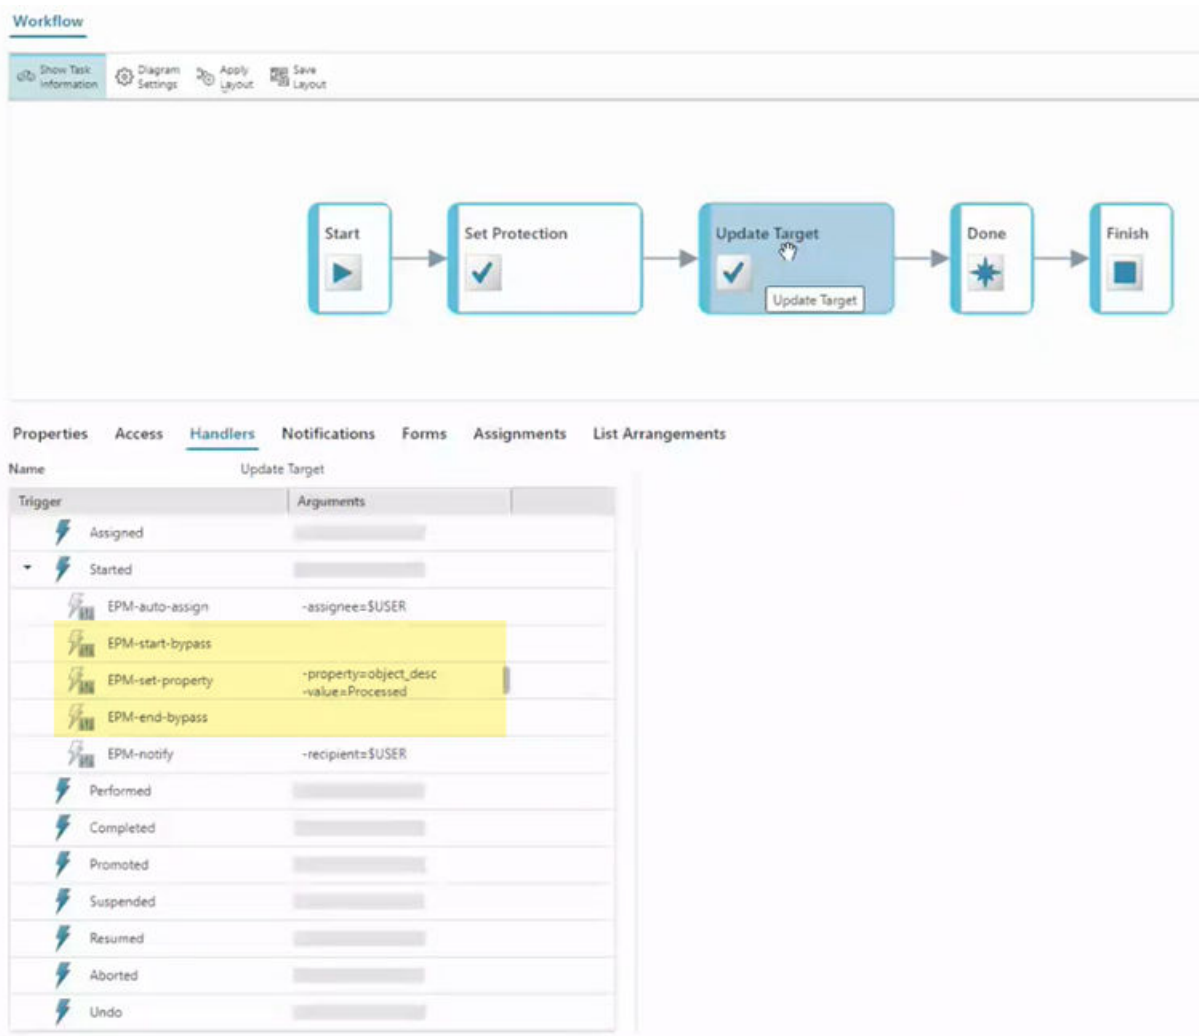 Workflow
Show Task
Information
Diagram
Settings
Apply
Layout
Save
Layout
Start
Set Protection
Update Target
Done
Finish
Update Target
Properties Access Handlers Notifications Forms Assignments List Arrangements
Name Update Target
Trigger Arguments
Assigned
Started
EPM-auto-assign -assignee=$USER
EPM-start-bypass
EPM-set-property -property=object_desc
-value=Processed
EPM-end-bypass
EPM-notify -recipient=$USER
Performed
Completed
Promoted
Suspended
Resumed
Aborted
Undo